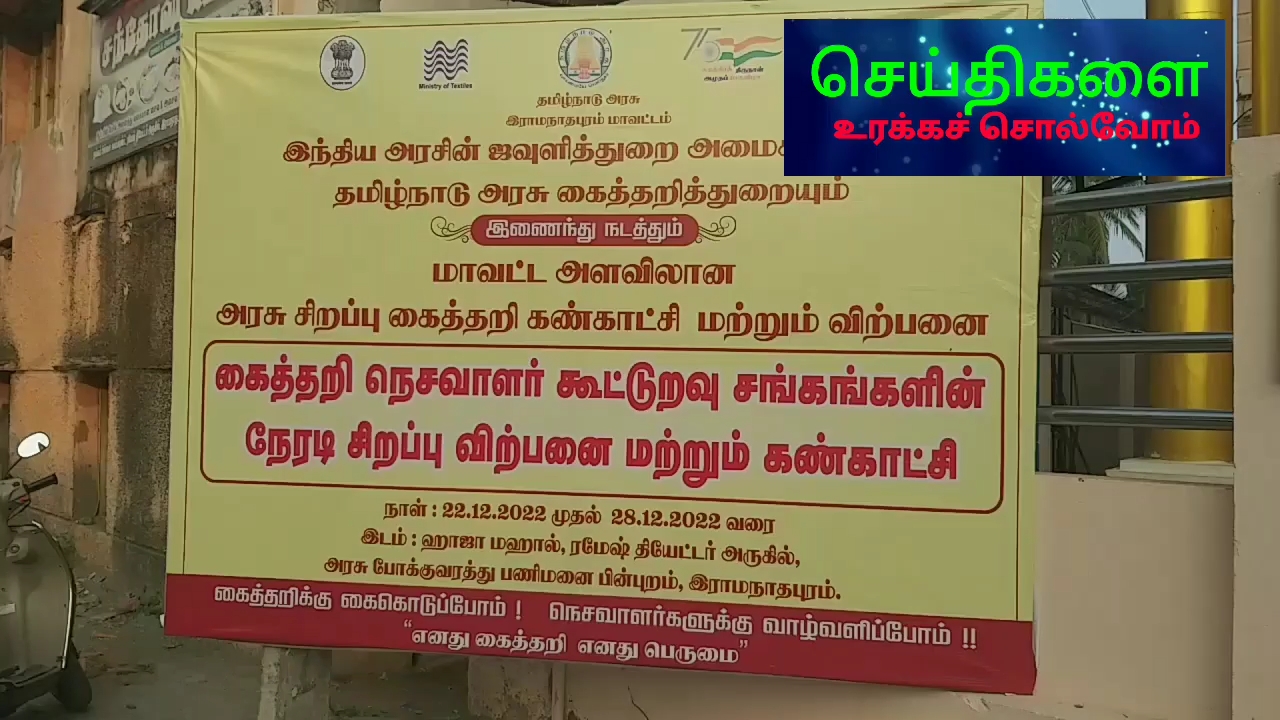 சந்தோஷ
Ministry of Textiles
75
தமிழ்நாடு அரசு
இராமநாதபுரம் மாவட்டம்
இந்திய அரசின் ஜவுளித்துறை
தமிழ்நாடு அரசு கைத்தறித்துறையும்
இணைந்து நடத்தும்
மாவட்ட அளவிலான
அரசு சிறப்பு கைத்தறி கண்காட்சி மற்றும் விற்பனை
கைத்தறி நெசவாளர் கூட்டுறவு சங்கங்களின்
நேரடி சிறப்பு விற்பனை மற்றும் கண்காட்சி
நாள் : 22.12.2022 முதல் 28.12.2022 வரை
இடம் : ஹாஜா மஹால், ரமேஷ் தியேட்டர் அருகில்,
அரசு போக்குவரத்து பணிமனை பின்புறம், இராமநாதபுரம்.
கைத்தறிக்கு கைகொடுப்போம் ! நெசவாளர்களுக்கு வாழ்வளிப்போம் !!
“எனது கைத்தறி எனது பெருமை”
செய்திகளை
உரக்கச் சொல்வோம்